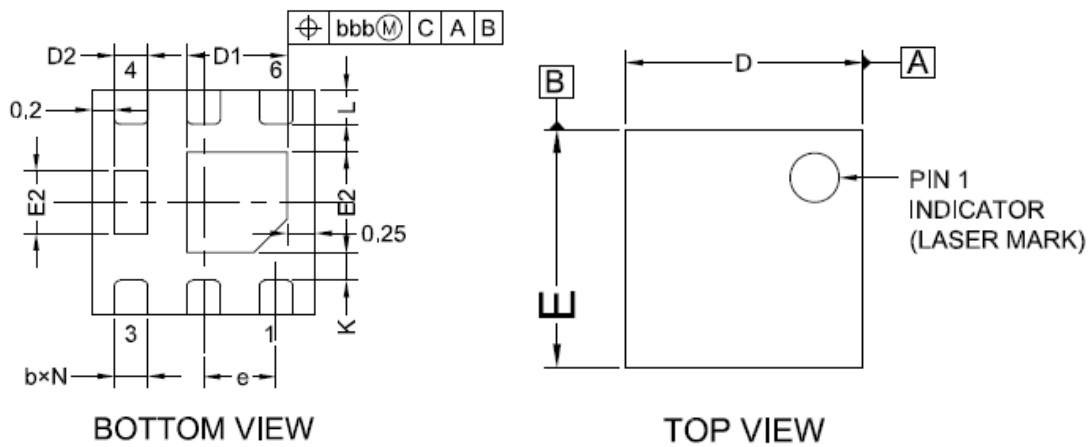 ⌖ bbbⓂ C A B
D2
D1
4
6
0,2
L
E2
E2
0,25
K
3
1
b×N
e
BOTTOM VIEW
D
A
B
E
PIN 1
INDICATOR
(LASER MARK)
TOP VIEW